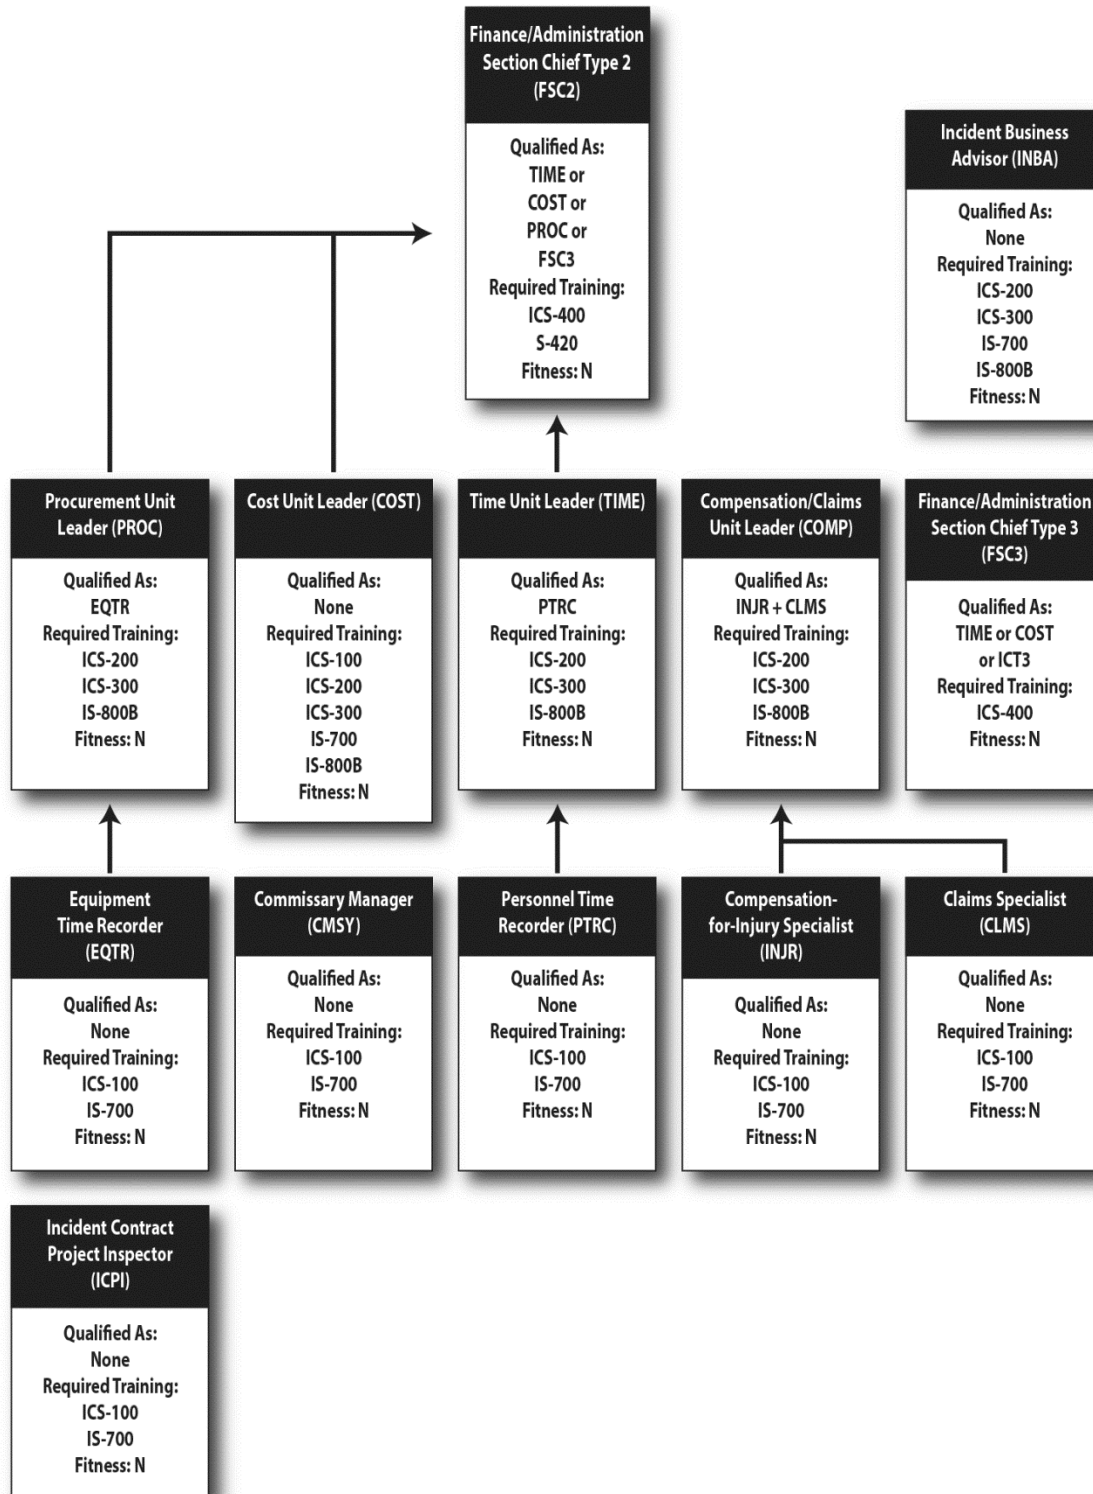 Finance/Administration
Section Chief Type 2
(FSC2)
Qualified As:
TIME or
COST or
PROC or
FSC3
Required Training:
ICS-400
S-420
Fitness: N
Incident Business
Advisor (INBA)
Qualified As:
None
Required Training:
ICS-200
ICS-300
IS-700
IS-800B
Fitness: N
Procurement Unit
Leader (PROC)
Qualified As:
EQTR
Required Training:
ICS-200
ICS-300
IS-800B
Fitness: N
Cost Unit Leader (COST)
Qualified As:
None
Required Training:
ICS-100
ICS-200
ICS-300
IS-700
IS-800B
Fitness: N
Time Unit Leader (TIME)
Qualified As:
PTRC
Required Training:
ICS-200
ICS-300
IS-800B
Fitness: N
Compensation/Claims
Unit Leader (COMP)
Qualified As:
INJR + CLMS
Required Training:
ICS-200
ICS-300
IS-800B
Fitness: N
Finance/Administration
Section Chief Type 3
(FSC3)
Qualified As:
TIME or COST
or ICT3
Required Training:
ICS-400
Fitness: N
Equipment
Time Recorder
(EQTR)
Qualified As:
None
Required Training:
ICS-100
IS-700
Fitness: N
Commissary Manager
(CMSY)
Qualified As:
None
Required Training:
ICS-100
IS-700
Fitness: N
Personnel Time
Recorder (PTRC)
Qualified As:
None
Required Training:
ICS-100
IS-700
Fitness: N
Compensation-
for-Injury Specialist
(INJR)
Qualified As:
None
Required Training:
ICS-100
IS-700
Fitness: N
Claims Specialist
(CLMS)
Qualified As:
None
Required Training:
ICS-100
IS-700
Fitness: N
Incident Contract
Project Inspector
(ICPI)
Qualified As:
None
Required Training:
ICS-100
IS-700
Fitness: N